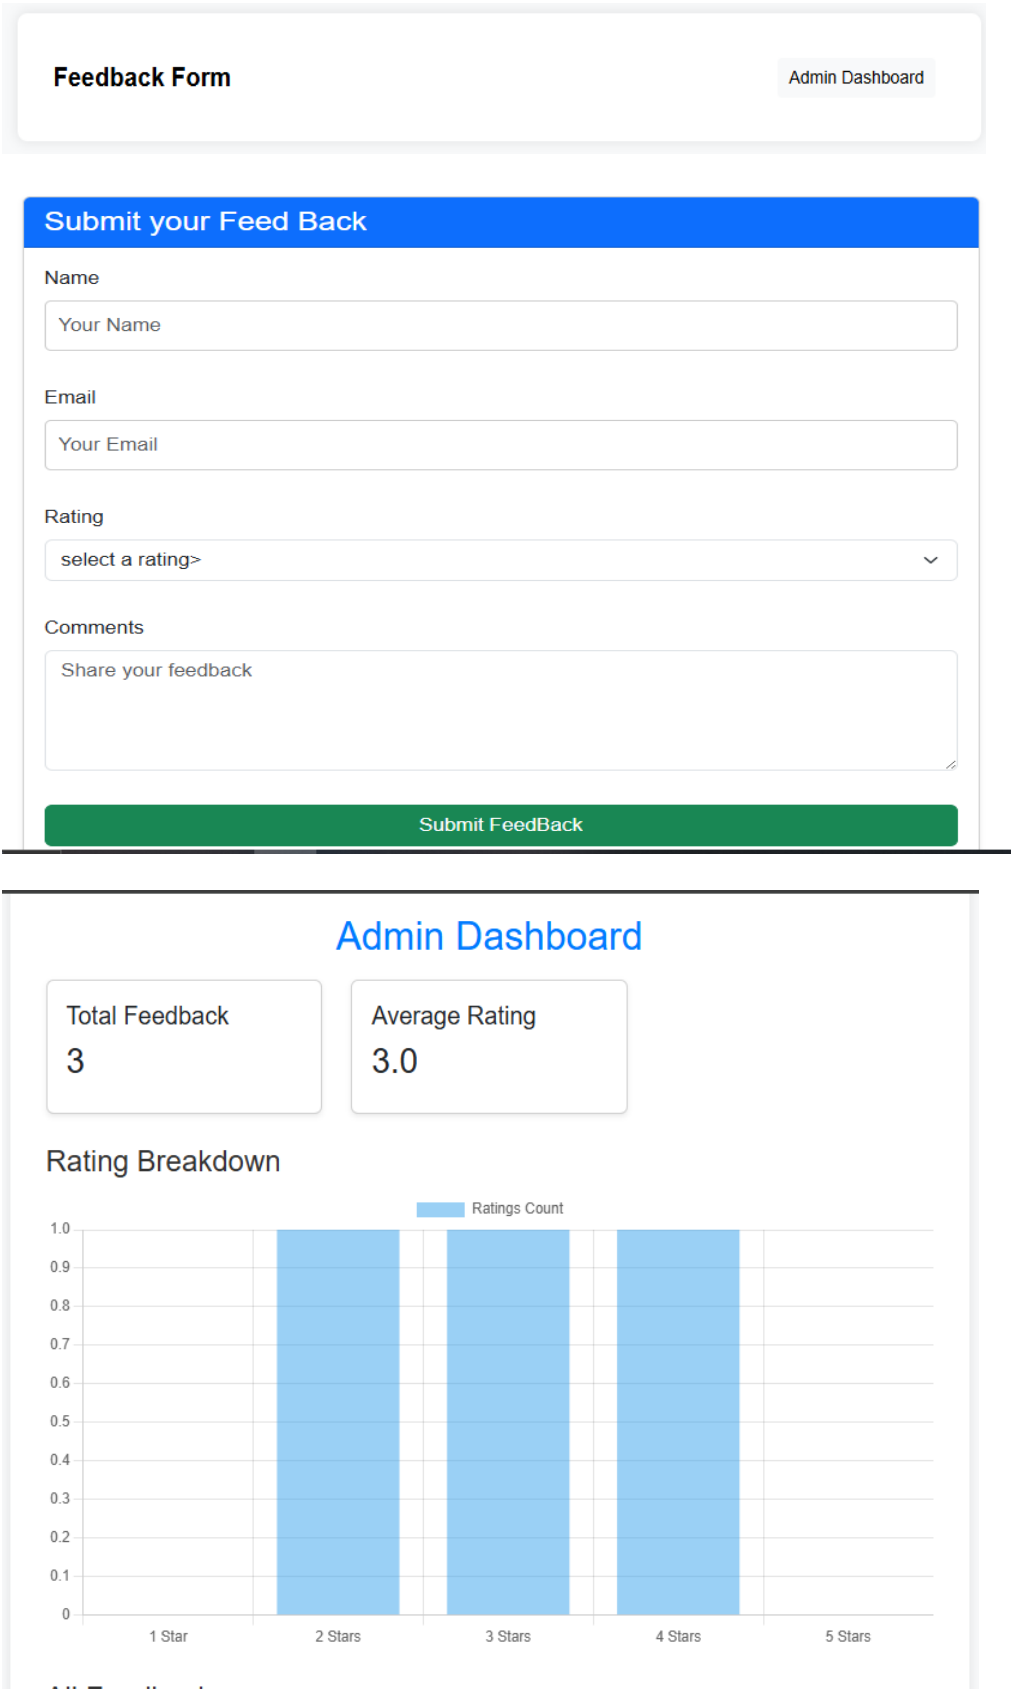 Feedback Form
Admin Dashboard
Submit your Feed Back
Name
Your Name
Email
Your Email
Rating
select a rating>
Comments
Share your feedback
Submit FeedBack
Admin Dashboard
Total Feedback
3
Average Rating
3.0
Rating Breakdown
Ratings Count
1.0
0.9
0.8
0.7
0.6
0.5
0.4
0.3
0.2
0.1
0
1 Star
2 Stars
3 Stars
4 Stars
5 Stars